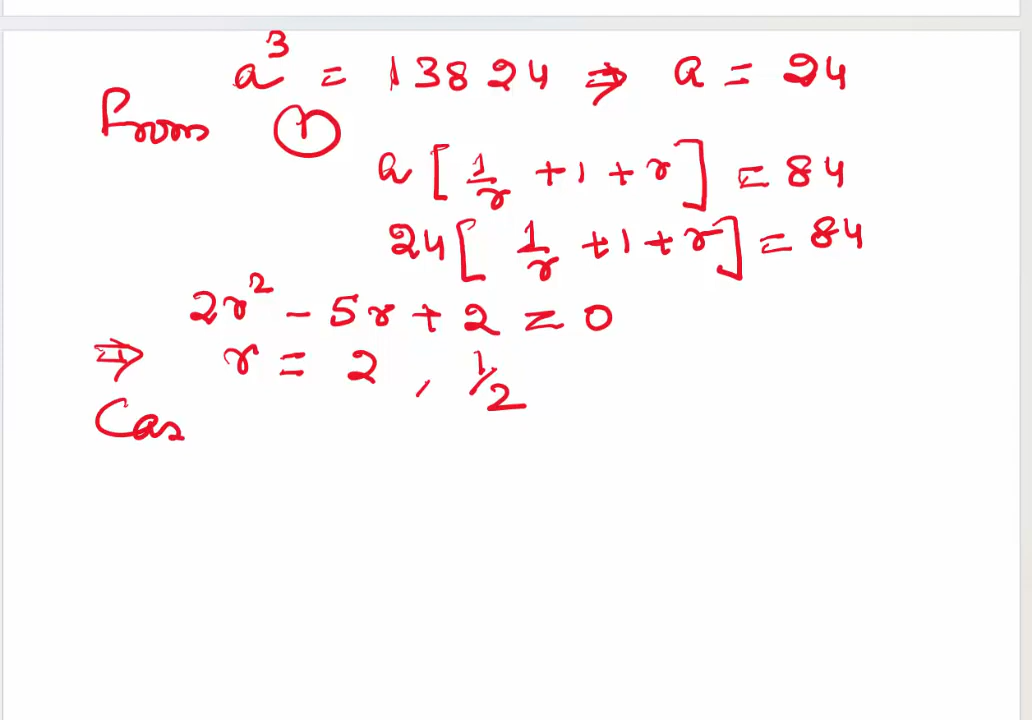 a³ = 13824 ⇒ a = 24
From ①
a [ 1/r + 1 + r ] = 84
24 [ 1/r + 1 + r ] = 84
2r² - 5r + 2 = 0
⇒ r = 2 , 1/2
Cas